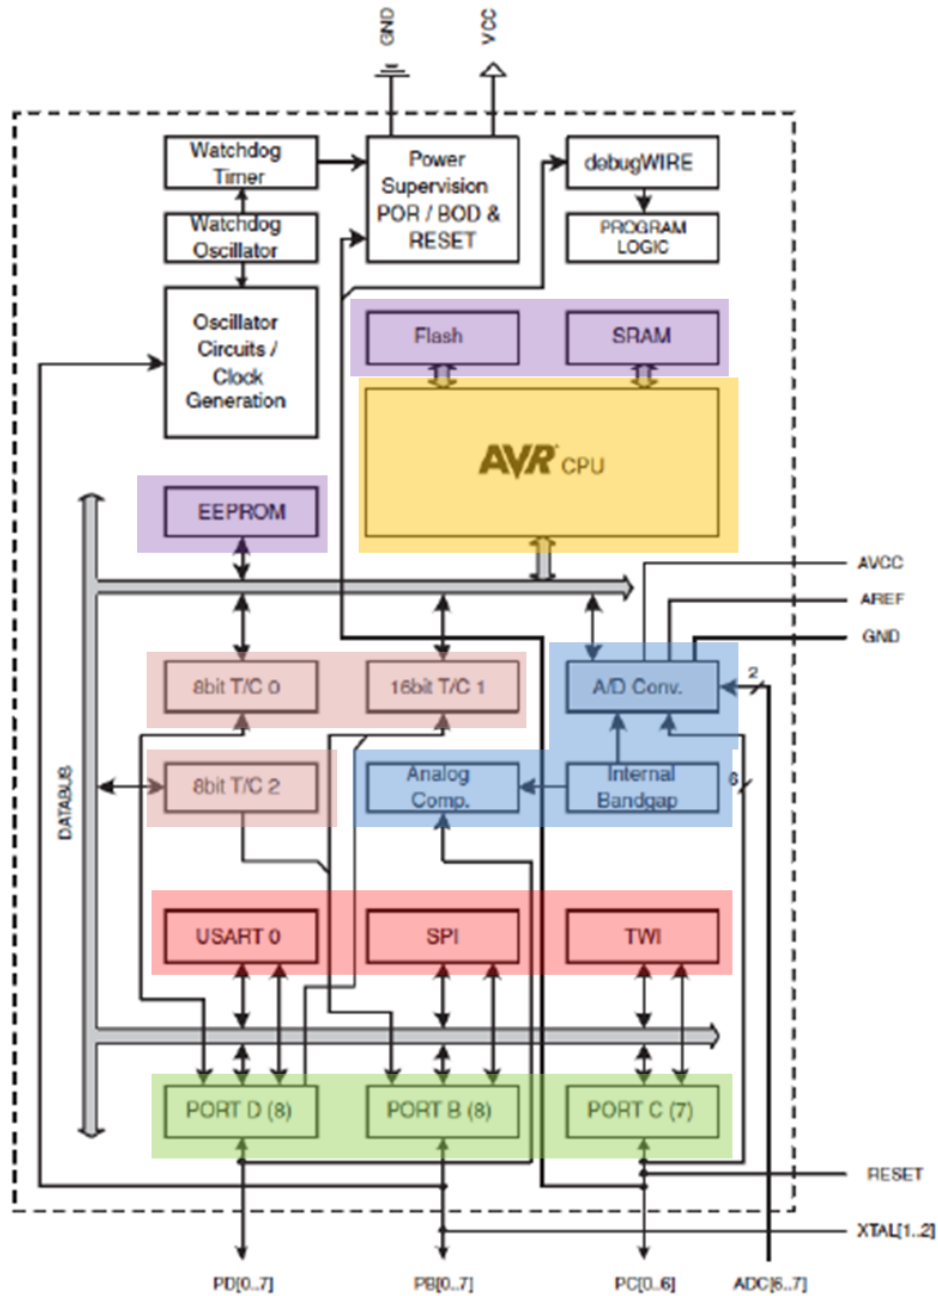 GND
VCC
Watchdog
Timer
Power
Supervision
POR / BOD &
RESET
debugWIRE
Watchdog
Oscillator
PROGRAM
LOGIC
Oscillator
Circuits /
Clock
Generation
Flash
SRAM
AVR CPU
EEPROM
AVCC
AREF
GND
8bit T/C 0
16bit T/C 1
A/D Conv.
2
DATABUS
8bit T/C 2
Analog
Comp.
Internal
Bandgap
6
USART 0
SPI
TWI
PORT D (8)
PORT B (8)
PORT C (7)
RESET
XTAL[1..2]
PD[0..7]
PB[0..7]
PC[0..6]
ADC[6..7]